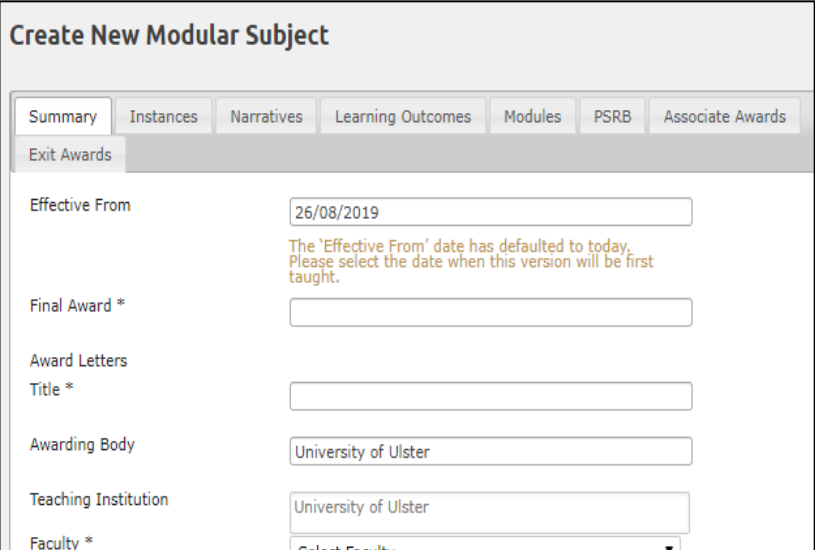 Create New Modular Subject
Summary Instances Narratives Learning Outcomes Modules PSRB Associate Awards
Exit Awards
Effective From 26/08/2019
The ‘Effective From’ date has defaulted to today.
Please select the date when this version will be first
taught.
Final Award *
Award Letters
Title *
Awarding Body University of Ulster
Teaching Institution University of Ulster
Faculty * Select Faculty